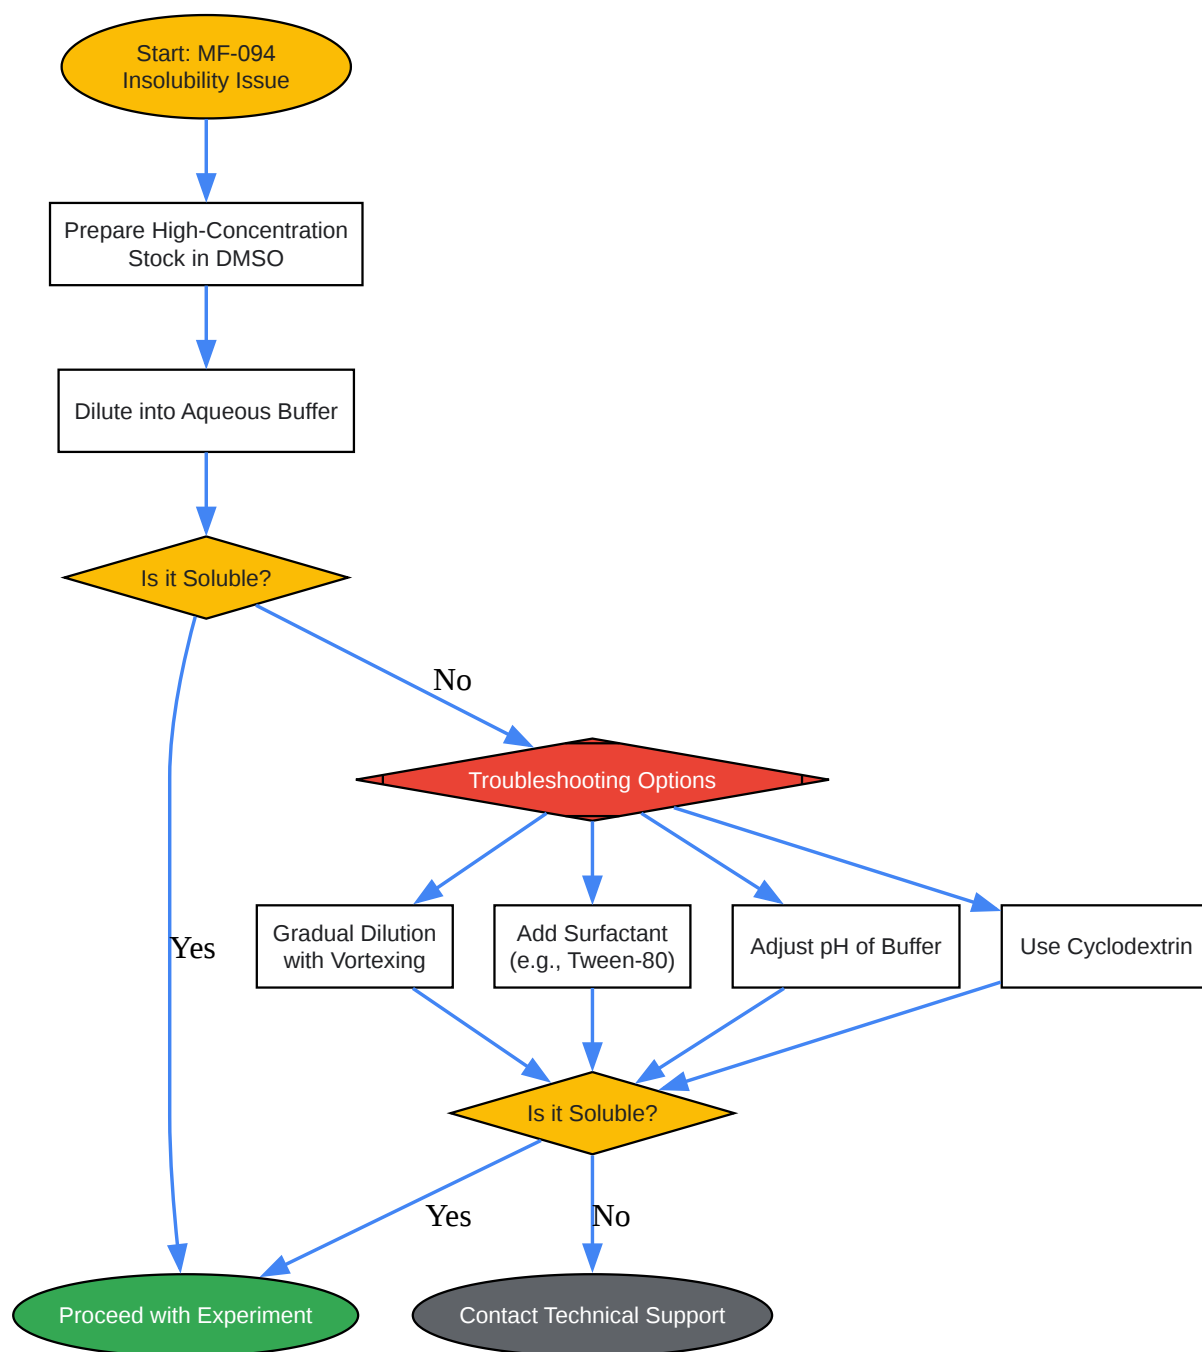 Start: MF-094
Insolubility Issue
Prepare High-Concentration
Stock in DMSO
Dilute into Aqueous Buffer
Is it Soluble?
No
Troubleshooting Options
Yes
Gradual Dilution
with Vortexing
Add Surfactant
(e.g., Tween-80)
Adjust pH of Buffer
Use Cyclodextrin
Is it Soluble?
Yes
No
Proceed with Experiment
Contact Technical Support